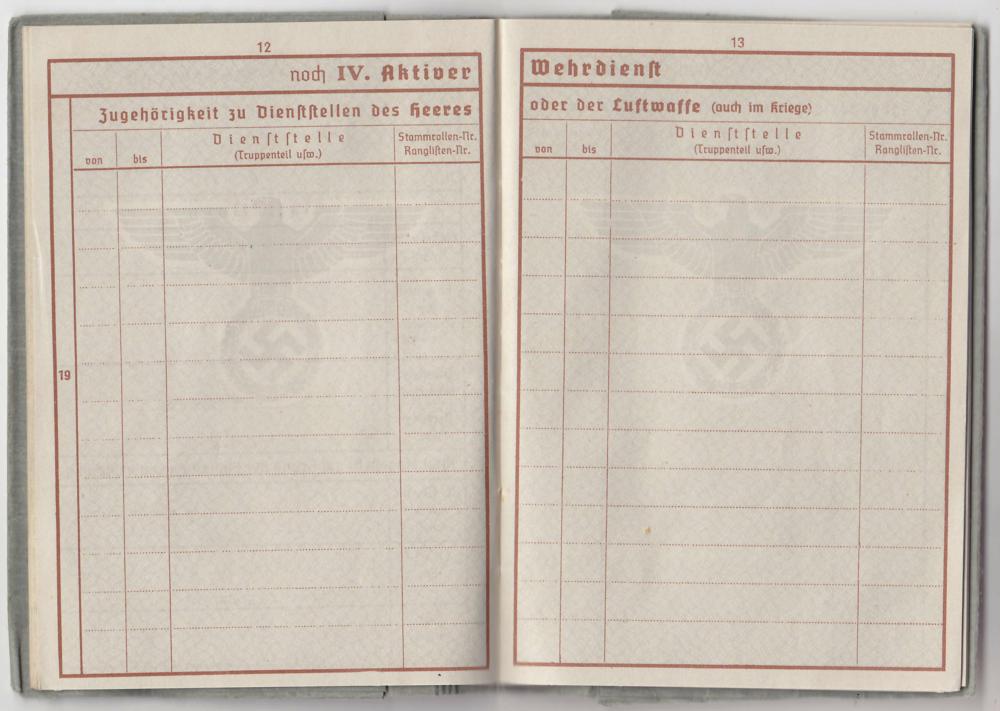 12
noch IV. Aktiver
Zugehörigkeit zu Dienststellen des Heeres
von
bis
Dienststelle
(Truppenteil usw.)
Stammrollen-Nr.
Ranglisten-Nr.
19
13
Wehrdienst
oder der Luftwaffe (auch im Kriege)
von
bis
Dienststelle
(Truppenteil usw.)
Stammrollen-Nr.
Ranglisten-Nr.